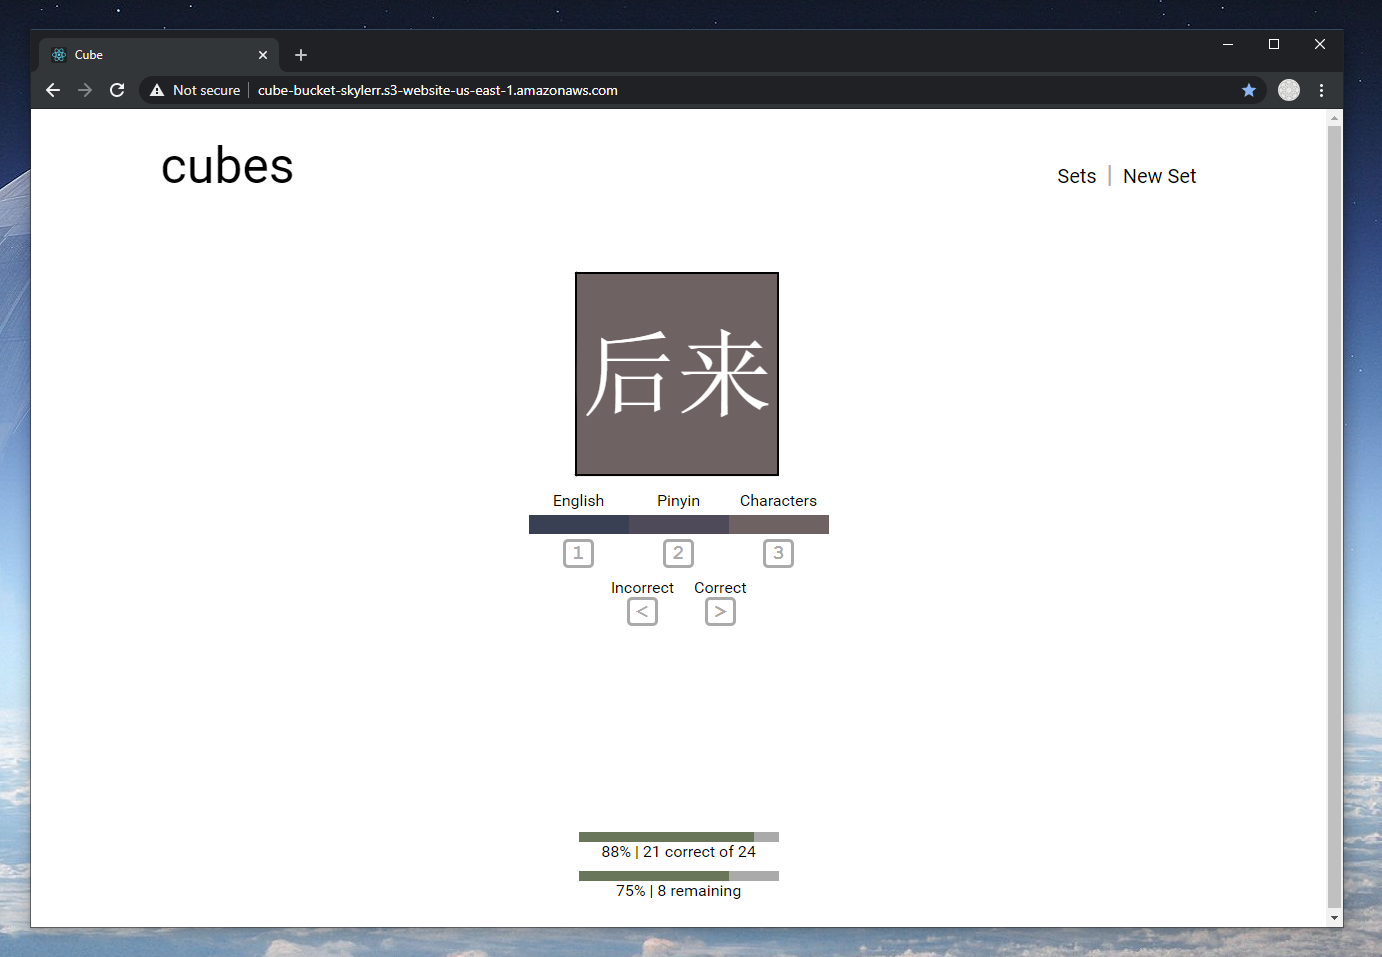 Cube
Not secure | cube-bucket-skylerr.s3-website-us-east-1.amazonaws.com
cubes
Sets | New Set
后来
English Pinyin Characters
1 2 3
Incorrect Correct
< >
88% | 21 correct of 24
75% | 8 remaining